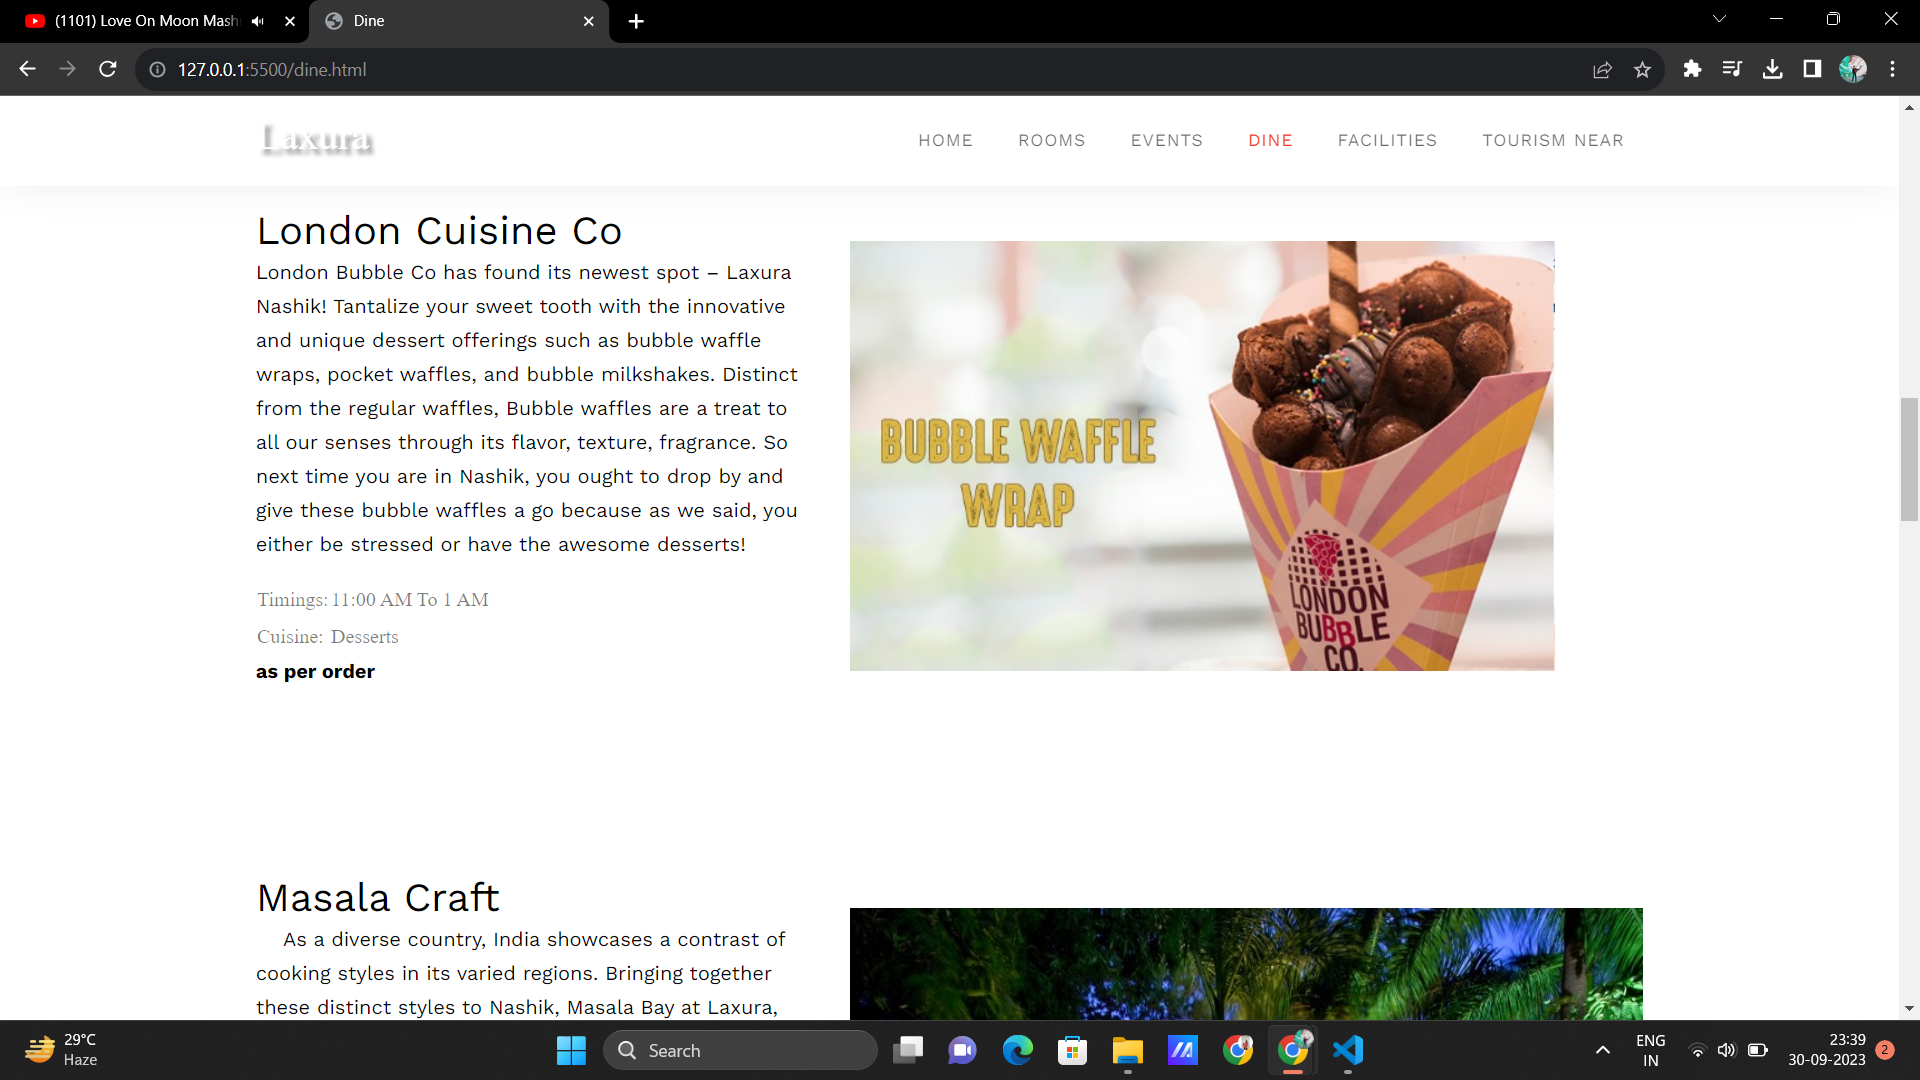 (1101) Love On Moon Mash
Dine
127.0.0.1:5500/dine.html
Laxura
HOME ROOMS EVENTS DINE FACILITIES TOURISM NEAR
London Cuisine Co
London Bubble Co has found its newest spot – Laxura
Nashik! Tantalize your sweet tooth with the innovative
and unique dessert offerings such as bubble waffle
wraps, pocket waffles, and bubble milkshakes. Distinct
from the regular waffles, Bubble waffles are a treat to
all our senses through its flavor, texture, fragrance. So
next time you are in Nashik, you ought to drop by and
give these bubble waffles a go because as we said, you
either be stressed or have the awesome desserts!
Timings: 11:00 AM To 1 AM
Cuisine: Desserts
as per order
BUBBLE WAFFLE
WRAP
LONDON
BUBBLE
CO.
Masala Craft
As a diverse country, India showcases a contrast of
cooking styles in its varied regions. Bringing together
these distinct styles to Nashik, Masala Bay at Laxura,
29°C
Haze
Search
ENG
IN
23:39
30-09-2023
2